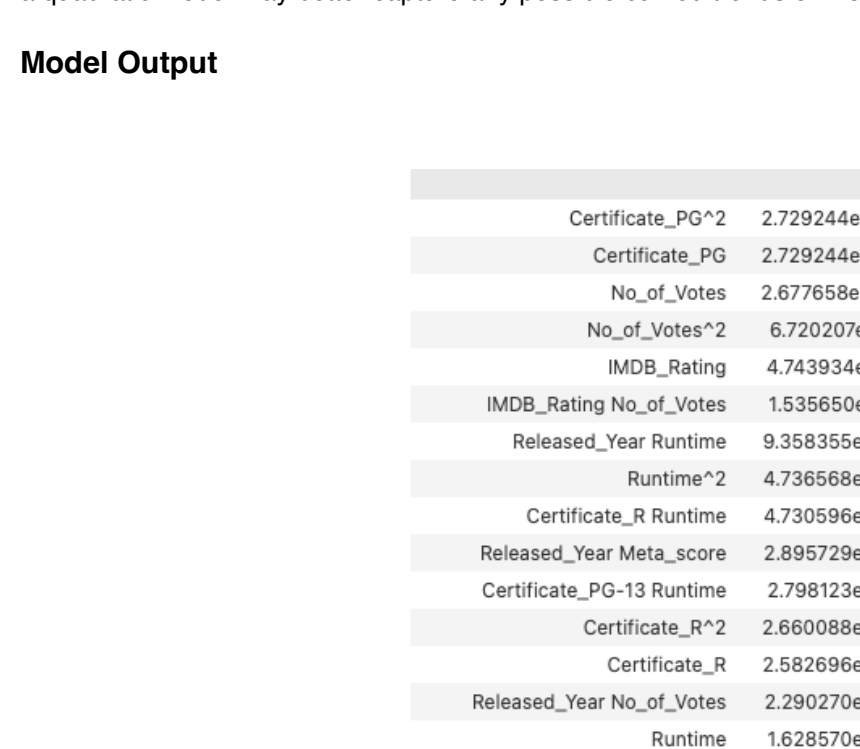 Model Output
Certificate_PG^2 2.729244e
Certificate_PG 2.729244e
No_of_Votes 2.677658e
No_of_Votes^2 6.720207e
IMDB_Rating 4.743934e
IMDB_Rating No_of_Votes 1.535650e
Released_Year Runtime 9.358355e
Runtime^2 4.736568e
Certificate_R Runtime 4.730596e
Released_Year Meta_score 2.895729e
Certificate_PG-13 Runtime 2.798123e
Certificate_R^2 2.660088e
Certificate_R 2.582696e
Released_Year No_of_Votes 2.290270e
Runtime 1.628570e